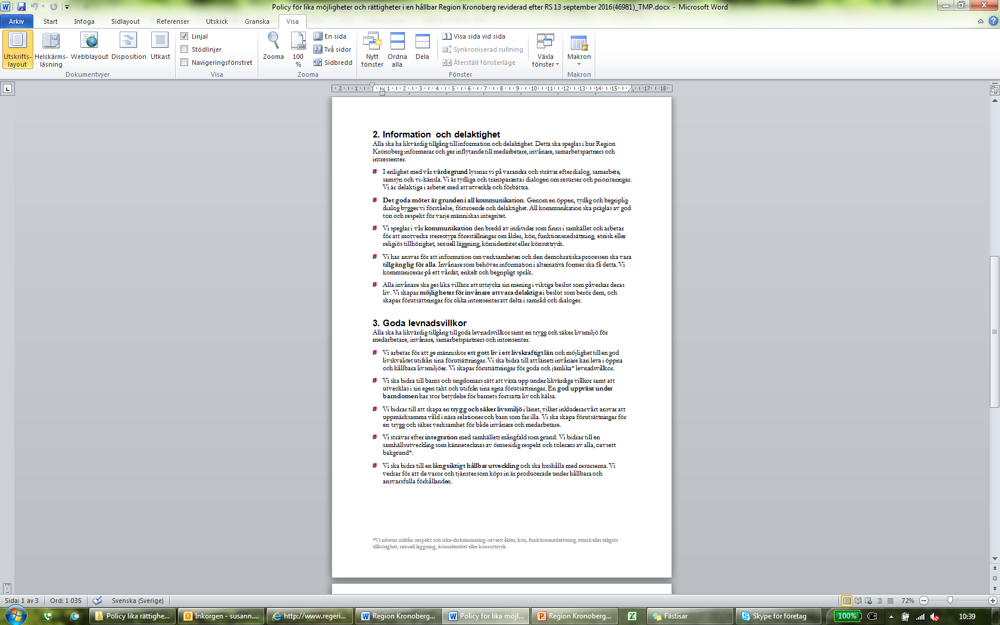 Policy för lika möjligheter och rättigheter i en hållbar Region Kronoberg reviderad efter RS 13 september 2016(46981)_TMP.docx - Microsoft Word
Arkiv Start Infoga Sidlayout Referenser Utskick Granska Visa
Utskrifts-
layout
Helskärms-
läsning
Webblayout
Disposition
Utkast
Dokumentvyer
Linjal
Stödlinjer
Navigeringsfönstret
Visa
Zooma
100
%
En sida
Två sidor
Sidbredd
Zooma
Nytt
fönster
Ordna
alla
Dela
Visa sida vid sida
Synkroniserad rullning
Återställ fönsterläge
Växla
fönster
Fönster
Makron
Makron
2 1 1 2 3 4 5 6 7 8 9 10 11 12 13 14 15 17 18
2. Information och delaktighet
Alla ska ha likvärdig tillgång till information och delaktighet. Detta ska speglas i hur Region
Kronoberg informerar och ger inflytande till medarbetare, invånare, samarbetspartners och
intressenter.
I enlighet med vår värdegrund lyssnar vi på varandra och strävar efter dialog, samarbete,
samsyn och vi-känsla. Vi är tydliga och transparanta i dialogen om resurser och prioriteringar.
Vi är delaktiga i arbetet med att utveckla och förbättra.
Det goda mötet är grunden i all kommunikation. Genom en öppen, tydlig och begriplig
dialog bygger vi förståelse, förtroende och delaktighet. All kommunikation ska präglas av god
ton och respekt för varje människas integritet.
Vi speglar i vår kommunikation den bredd av individer som finns i samhället och arbetar
för att motverka stereotypa föreställningar om ålder, kön, funktionsnedsättning, etnisk eller
religiös tillhörighet, sexuell läggning, könsidentitet eller könsuttryck.
Vi har ansvar för att information om verksamheten och den demokratiska processen ska vara
tillgänglig för alla. Invånare som behöver information i alternativa former ska få detta. Vi
kommunicerar på ett vårdat, enkelt och begripligt språk.
Alla invånare ska ges lika villkor att uttrycka sin mening i viktiga beslut som påverkar deras
liv. Vi skapar möjligheter för invånare att vara delaktiga i beslut som berör dem, och
skapar förutsättningar för olika intressenter att delta i samråd och dialoger.
3. Goda levnadsvillkor
Alla ska ha likvärdig tillgång till goda levnadsvillkor samt en trygg och säker livsmiljö för
medarbetare, invånare, samarbetspartners och intressenter.
Vi arbetar för att ge människor ett gott liv i ett livskraftigt län och möjlighet till en god
livskvalitet utifrån sina förutsättningar. Vi ska bidra till att länets invånare kan leva i öppna
och hållbara livsmiljöer. Vi skapar förutsättningar för goda och jämlika* levnadsvillkor.
Vi ska bidra till barns och ungdomars rätt att växa upp under likvärdiga villkor samt att
utvecklas i sin egen takt och utifrån sina egna förutsättningar. En god uppväxt under
barndomen har stor betydelse för barnets fortsatta liv och hälsa.
Vi bidrar till att skapa en trygg och säker livsmiljö i länet, vilket inkluderar vårt ansvar att
uppmärksamma våld i nära relationer och barn som far illa. Vi ska skapa förutsättningar för
en trygg och säker verksamhet för både invånare och medarbetare.
Vi strävar efter integration med samhällets mångfald som grund. Vi bidrar till en
samhällsutveckling som kännetecknas av ömsesidig respekt och tolerans av alla, oavsett
bakgrund*.
Vi ska bidra till en långsiktigt hållbar utveckling och ska hushålla med resurserna. Vi
verkar för att de varor och tjänster som köps in är producerade under hållbara och
ansvarsfulla förhållanden.
*Vi arbetar utifrån respekt och icke-diskriminering oavsett ålder, kön, funktionsnedsättning, etnisk eller religiös
tillhörighet, sexuell läggning, könsidentitet eller könsuttryck.
Sida: 1 av 3 Ord: 1 035 Svenska (Sverige) 72%
Policy lika rättighe... Inkorgen - susann.... http://www.regeri... Region Kronoberg... Policy för lika möjl... Region Kronoberg... Fästisar Skype för företag 100% 10:39